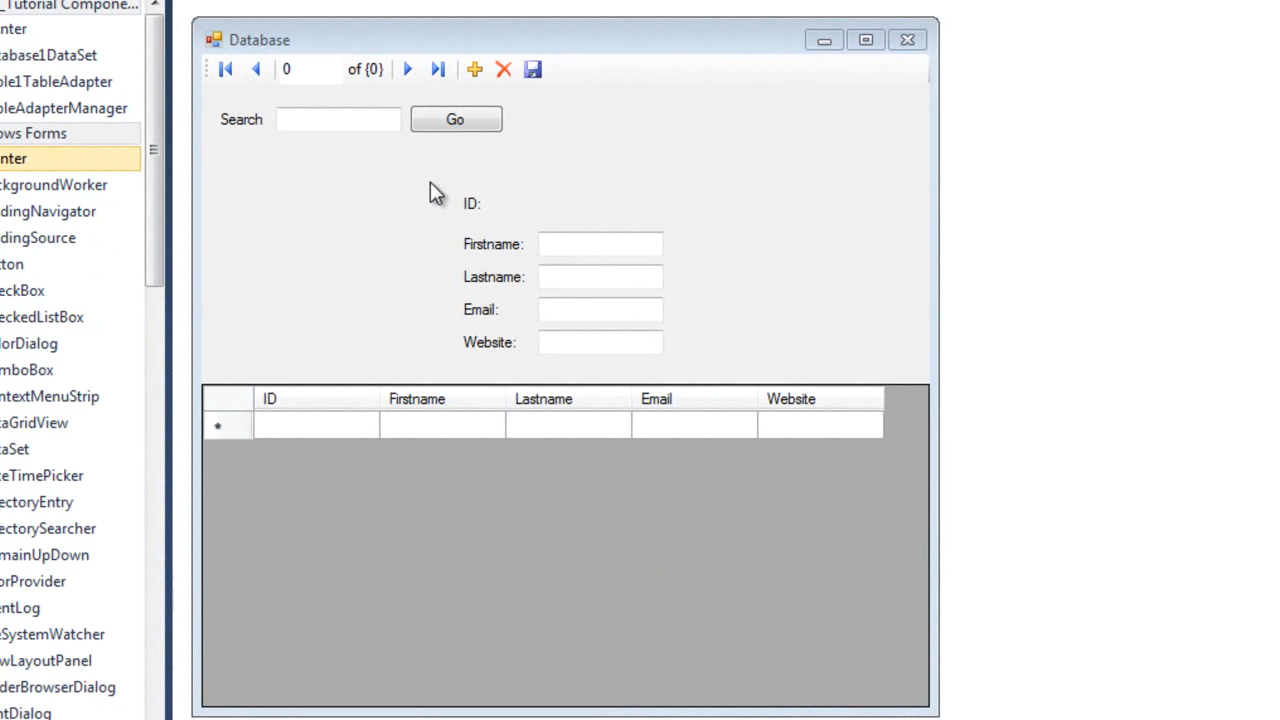 _Tutorial Compone...
nter
tabase1DataSet
ble1TableAdapter
bleAdapterManager
ows Forms
nter
ckgroundWorker
dingNavigator
dingSource
tton
eckBox
eckedListBox
lorDialog
mboBox
ntextMenuStrip
taGridView
taSet
teTimePicker
ectoryEntry
ectorySearcher
mainUpDown
orProvider
entLog
eSystemWatcher
owLayoutPanel
lderBrowserDialog
ntDialog
Database
0 of {0}
Search Go
ID:
Firstname:
Lastname:
Email:
Website:
ID Firstname Lastname Email Website
*